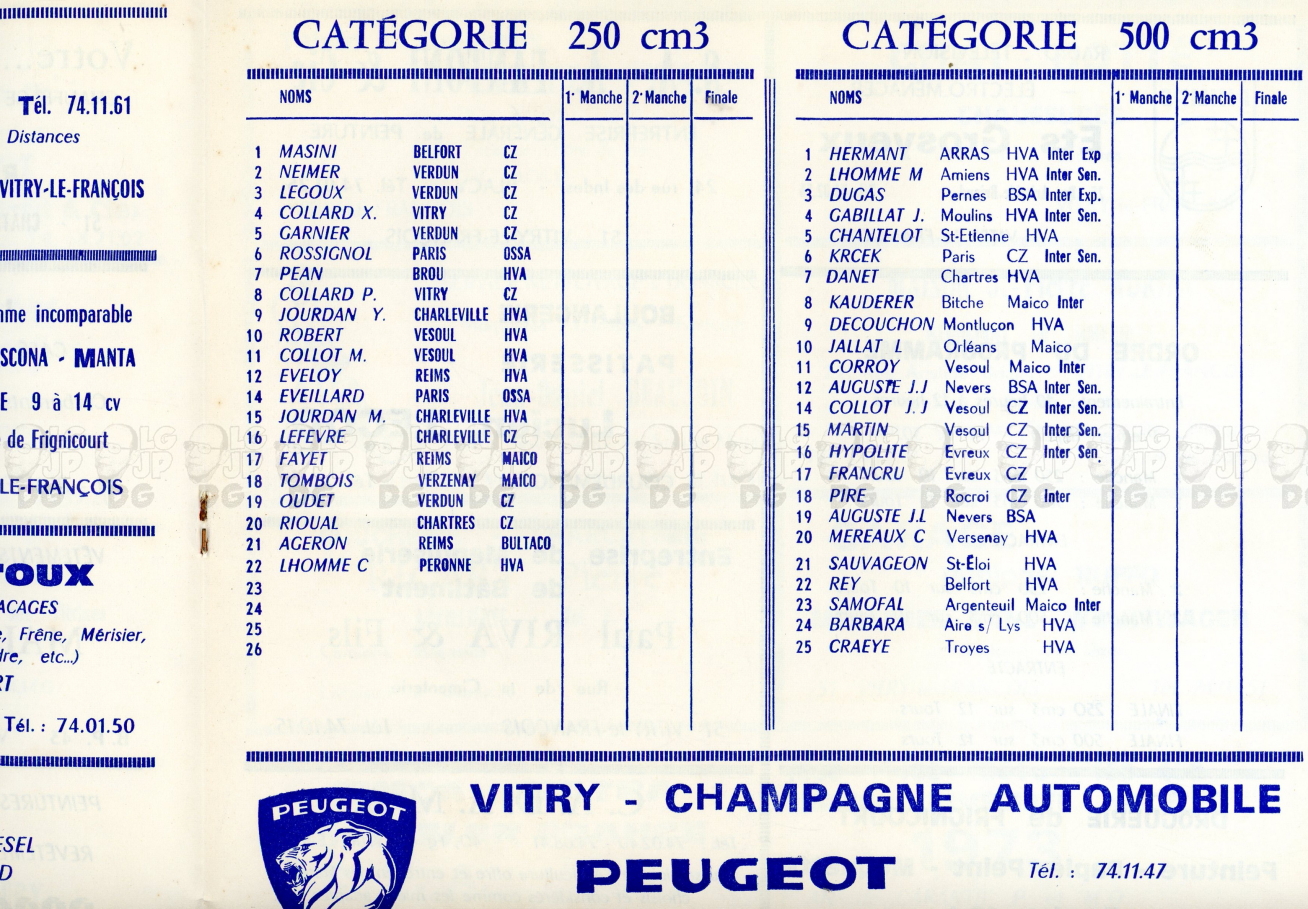 Tél. 74.11.61
Distances
VITRY-LE-FRANÇOIS
me incomparable
SCONA - MANTA
E 9 à 14 cv
de Frignicourt
LE-FRANÇOIS
TOUX
ACAGES
e, Frêne, Mérisier,
dre, etc...)
RT
Tél. : 74.01.50
ESEL
D
CATÉGORIE 250 cm3
NOMS 1e Manche 2e Manche Finale
1 MASINI BELFORT CZ
2 NEIMER VERDUN CZ
3 LEGOUX VERDUN CZ
4 COLLARD X. VITRY CZ
5 GARNIER VERDUN CZ
6 ROSSIGNOL PARIS OSSA
7 PEAN BROU HVA
8 COLLARD P. VITRY CZ
9 JOURDAN Y. CHARLEVILLE HVA
10 ROBERT VESOUL HVA
11 COLLOT M. VESOUL HVA
12 EVELOY REIMS HVA
14 EVEILLARD PARIS OSSA
15 JOURDAN M. CHARLEVILLE HVA
16 LEFEVRE CHARLEVILLE CZ
17 FAYET REIMS MAICO
18 TOMBOIS VERZENAY MAICO
19 OUDET VERDUN CZ
20 RIOUAL CHARTRES CZ
21 AGERON REIMS BULTACO
22 LHOMME C PERONNE HVA
23
24
25
26
CATÉGORIE 500 cm3
NOMS 1e Manche 2e Manche Finale
1 HERMANT ARRAS HVA Inter Exp
2 LHOMME M Amiens HVA Inter Sen.
3 DUGAS Pernes BSA Inter Exp.
4 GABILLAT J. Moulins HVA Inter Sen.
5 CHANTELOT St-Etienne HVA
6 KRCEK Paris CZ Inter Sen.
7 DANET Chartres HVA
8 KAUDERER Bitche Maico Inter
9 DECOUCHON Montluçon HVA
10 JALLAT L Orléans Maico
11 CORROY Vesoul Maico Inter
12 AUGUSTE J.J Nevers BSA Inter Sen.
14 COLLOT J.J Vesoul CZ Inter Sen.
15 MARTIN Vesoul CZ Inter Sen.
16 HYPOLITE Evreux CZ Inter Sen
17 FRANCRU Evreux CZ
18 PIRE Rocroi CZ Inter
19 AUGUSTE J.L Nevers BSA
20 MEREAUX C Versenay HVA
21 SAUVAGEON St-Éloi HVA
22 REY Belfort HVA
23 SAMOFAL Argenteuil Maico Inter
24 BARBARA Aire s/ Lys HVA
25 CRAEYE Troyes HVA
PEUGEOT
VITRY - CHAMPAGNE AUTOMOBILE
PEUGEOT Tél. : 74.11.47